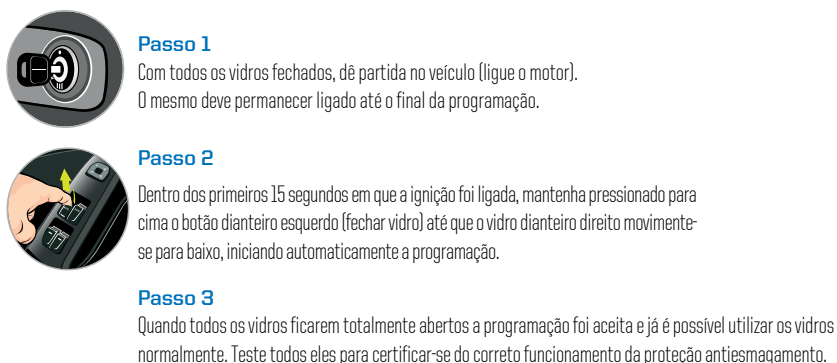 Passo 1
Com todos os vidros fechados, dê partida no veículo (ligue o motor).
O mesmo deve permanecer ligado até o final da programação.
Passo 2
Dentro dos primeiros 15 segundos em que a ignição foi ligada, mantenha pressionado para
cima o botão dianteiro esquerdo (fechar vidro) até que o vidro dianteiro direito movimente-
se para baixo, iniciando automaticamente a programação.
Passo 3
Quando todos os vidros ficarem totalmente abertos a programação foi aceita e já é possível utilizar os vidros
normalmente. Teste todos eles para certificar-se do correto funcionamento da proteção antiesmagamento.